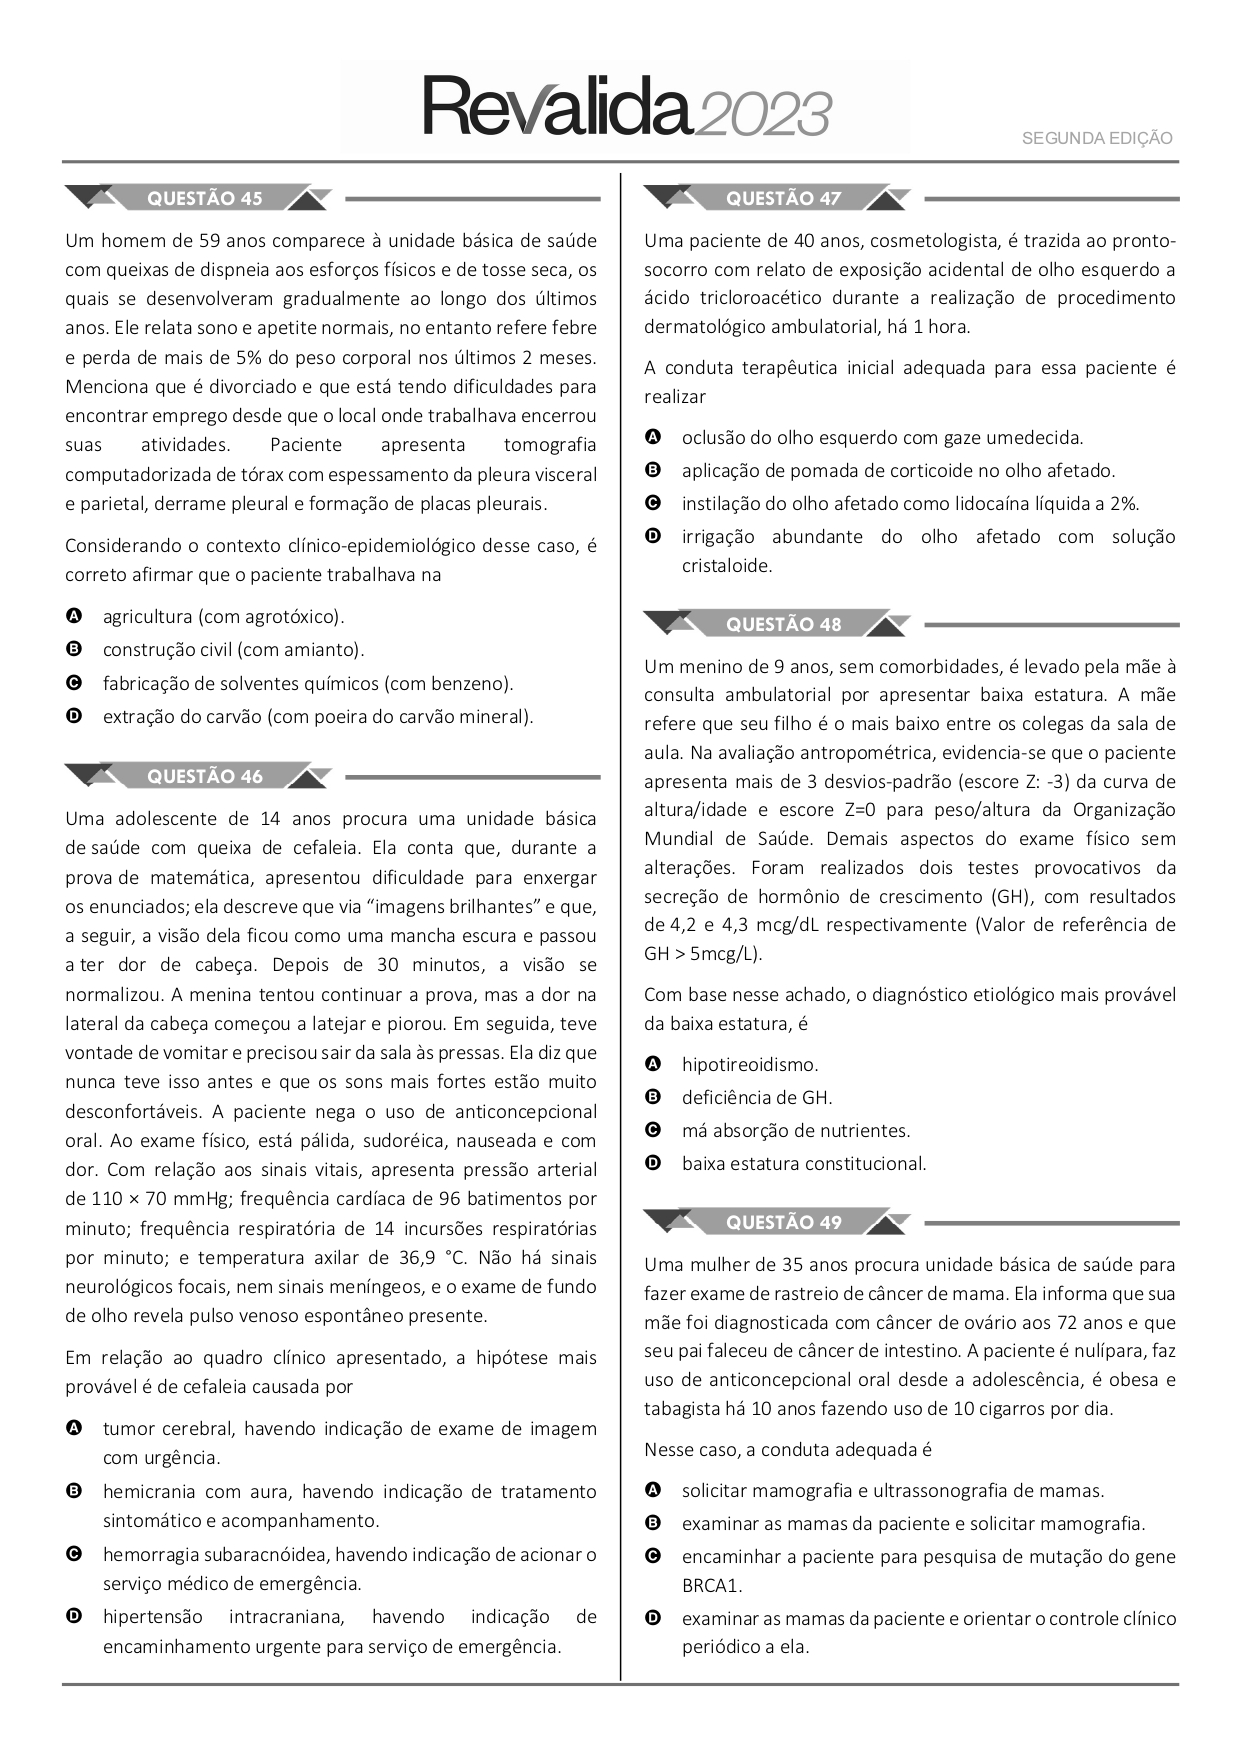 Revalida2023
SEGUNDA EDIÇÃO
QUESTÃO 45
Um homem de 59 anos comparece à unidade básica de saúde
com queixas de dispneia aos esforços físicos e de tosse seca, os
quais se desenvolveram gradualmente ao longo dos últimos
anos. Ele relata sono e apetite normais, no entanto refere febre
e perda de mais de 5% do peso corporal nos últimos 2 meses.
Menciona que é divorciado e que está tendo dificuldades para
encontrar emprego desde que o local onde trabalhava encerrou
suas atividades. Paciente apresenta tomografia
computadorizada de tórax com espessamento da pleura visceral
e parietal, derrame pleural e formação de placas pleurais.
Considerando o contexto clínico-epidemiológico desse caso, é
correto afirmar que o paciente trabalhava na
A agricultura (com agrotóxico).
B construção civil (com amianto).
C fabricação de solventes químicos (com benzeno).
D extração do carvão (com poeira do carvão mineral).
QUESTÃO 46
Uma adolescente de 14 anos procura uma unidade básica
de saúde com queixa de cefaleia. Ela conta que, durante a
prova de matemática, apresentou dificuldade para enxergar
os enunciados; ela descreve que via “imagens brilhantes” e que,
a seguir, a visão dela ficou como uma mancha escura e passou
a ter dor de cabeça. Depois de 30 minutos, a visão se
normalizou. A menina tentou continuar a prova, mas a dor na
lateral da cabeça começou a latejar e piorou. Em seguida, teve
vontade de vomitar e precisou sair da sala às pressas. Ela diz que
nunca teve isso antes e que os sons mais fortes estão muito
desconfortáveis. A paciente nega o uso de anticoncepcional
oral. Ao exame físico, está pálida, sudoréica, nauseada e com
dor. Com relação aos sinais vitais, apresenta pressão arterial
de 110 × 70 mmHg; frequência cardíaca de 96 batimentos por
minuto; frequência respiratória de 14 incursões respiratórias
por minuto; e temperatura axilar de 36,9 °C. Não há sinais
neurológicos focais, nem sinais meníngeos, e o exame de fundo
de olho revela pulso venoso espontâneo presente.
Em relação ao quadro clínico apresentado, a hipótese mais
provável é de cefaleia causada por
A tumor cerebral, havendo indicação de exame de imagem
com urgência.
B hemicrania com aura, havendo indicação de tratamento
sintomático e acompanhamento.
C hemorragia subaracnóidea, havendo indicação de acionar o
serviço médico de emergência.
D hipertensão intracraniana, havendo indicação de
encaminhamento urgente para serviço de emergência.
QUESTÃO 47
Uma paciente de 40 anos, cosmetologista, é trazida ao pronto-
socorro com relato de exposição acidental de olho esquerdo a
ácido tricloroacético durante a realização de procedimento
dermatológico ambulatorial, há 1 hora.
A conduta terapêutica inicial adequada para essa paciente é
realizar
A oclusão do olho esquerdo com gaze umedecida.
B aplicação de pomada de corticoide no olho afetado.
C instilação do olho afetado como lidocaína líquida a 2%.
D irrigação abundante do olho afetado com solução
cristaloide.
QUESTÃO 48
Um menino de 9 anos, sem comorbidades, é levado pela mãe à
consulta ambulatorial por apresentar baixa estatura. A mãe
refere que seu filho é o mais baixo entre os colegas da sala de
aula. Na avaliação antropométrica, evidencia-se que o paciente
apresenta mais de 3 desvios-padrão (escore Z: -3) da curva de
altura/idade e escore Z=0 para peso/altura da Organização
Mundial de Saúde. Demais aspectos do exame físico sem
alterações. Foram realizados dois testes provocativos da
secreção de hormônio de crescimento (GH), com resultados
de 4,2 e 4,3 mcg/dL respectivamente (Valor de referência de
GH > 5mcg/L).
Com base nesse achado, o diagnóstico etiológico mais provável
da baixa estatura, é
A hipotireoidismo.
B deficiência de GH.
C má absorção de nutrientes.
D baixa estatura constitucional.
QUESTÃO 49
Uma mulher de 35 anos procura unidade básica de saúde para
fazer exame de rastreio de câncer de mama. Ela informa que sua
mãe foi diagnosticada com câncer de ovário aos 72 anos e que
seu pai faleceu de câncer de intestino. A paciente é nulípara, faz
uso de anticoncepcional oral desde a adolescência, é obesa e
tabagista há 10 anos fazendo uso de 10 cigarros por dia.
Nesse caso, a conduta adequada é
A solicitar mamografia e ultrassonografia de mamas.
B examinar as mamas da paciente e solicitar mamografia.
C encaminhar a paciente para pesquisa de mutação do gene
BRCA1.
D examinar as mamas da paciente e orientar o controle clínico
periódico a ela.